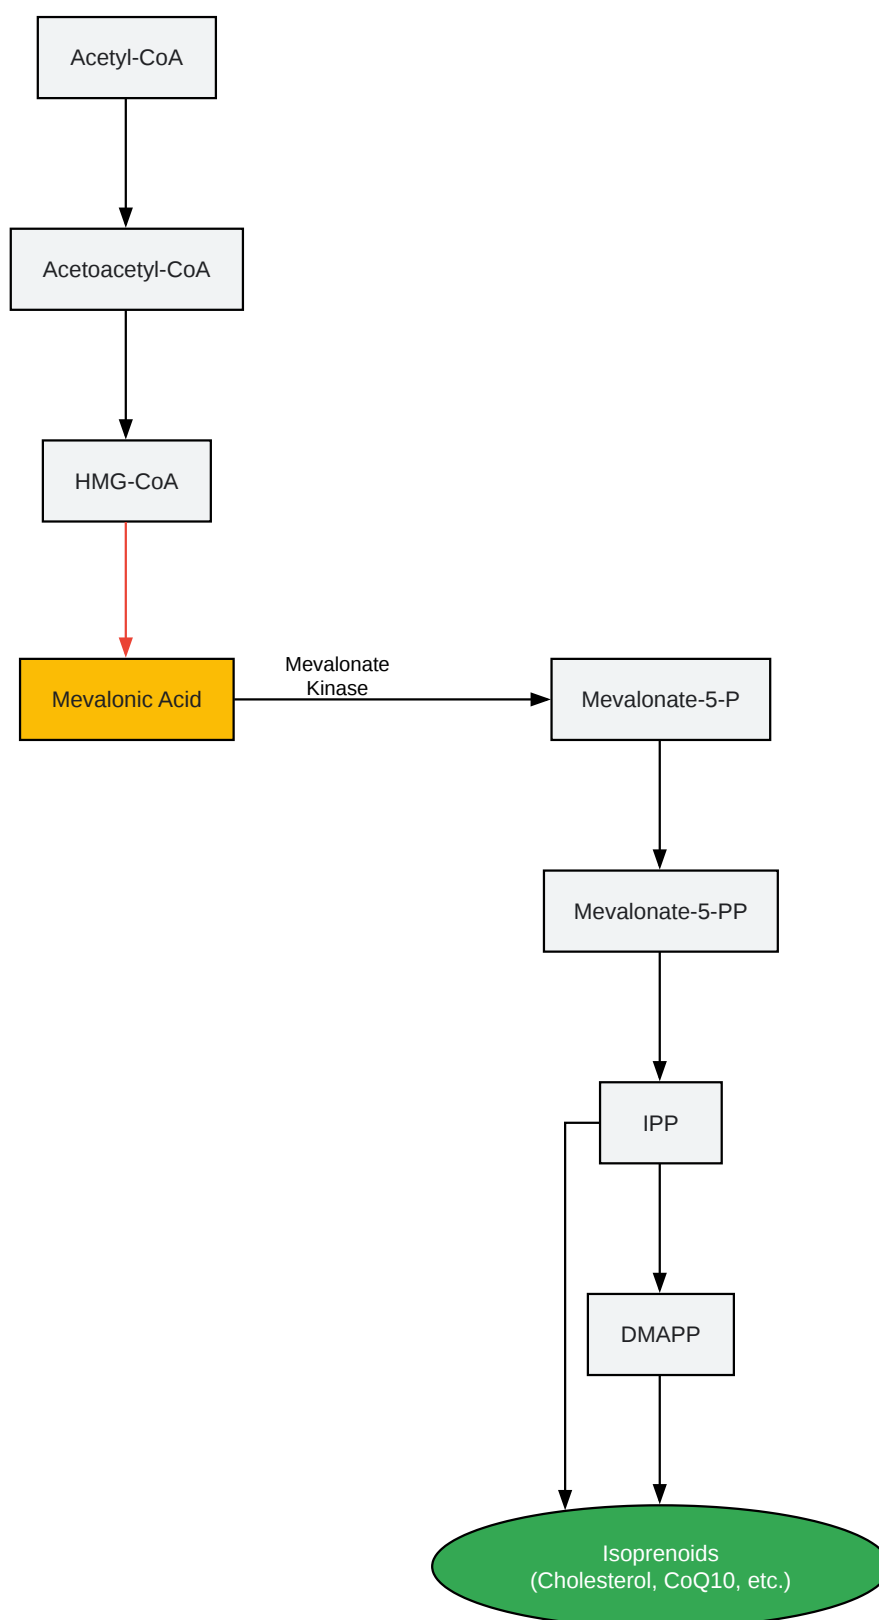 Acetyl-CoA
Acetoacetyl-CoA
HMG-CoA
Mevalonic Acid
Mevalonate
Kinase
Mevalonate-5-P
Mevalonate-5-PP
IPP
DMAPP
Isoprenoids
(Cholesterol, CoQ10, etc.)